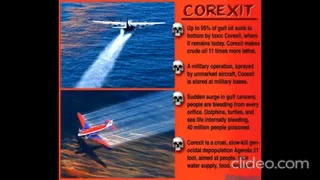 COREXIT
Up to 95% of gulf oil sunk to
bottom by toxic Corexit, where
it remains today. Corexit makes
crude oil 11 times more lethal.
A military operation, sprayed
by unmarked aircraft, Corexit
is stored at military bases.
Sudden surge in gulf cancers,
people are bleeding from every
orifice. Dolphins, turtles, and
sea life internally bleeding.
40 million people poisoned.
Corexit is a cruel, slow-kill gen-
ocidal depopulation Agenda 21
tool, aimed at people,
water supply, food,
clideo.com